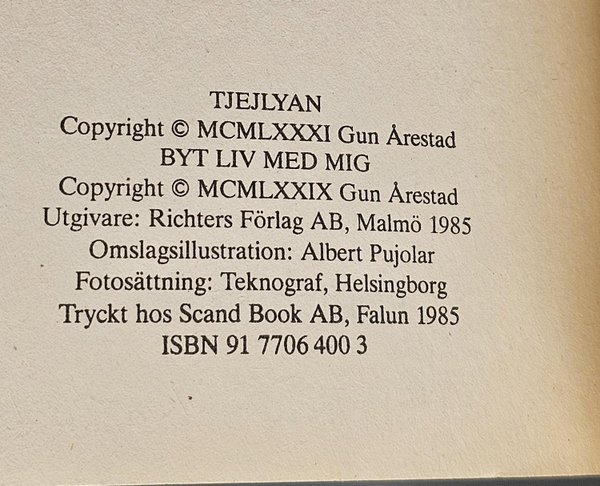 TJEJLYAN
Copyright © MCMLXXXI Gun Årestad
BYT LIV MED MIG
Copyright © MCMLXXIX Gun Årestad
Utgivare: Richters Förlag AB, Malmö 1985
Omslagsillustration: Albert Pujolar
Fotosättning: Teknograf, Helsingborg
Tryckt hos Scand Book AB, Falun 1985
ISBN 91 7706 400 3